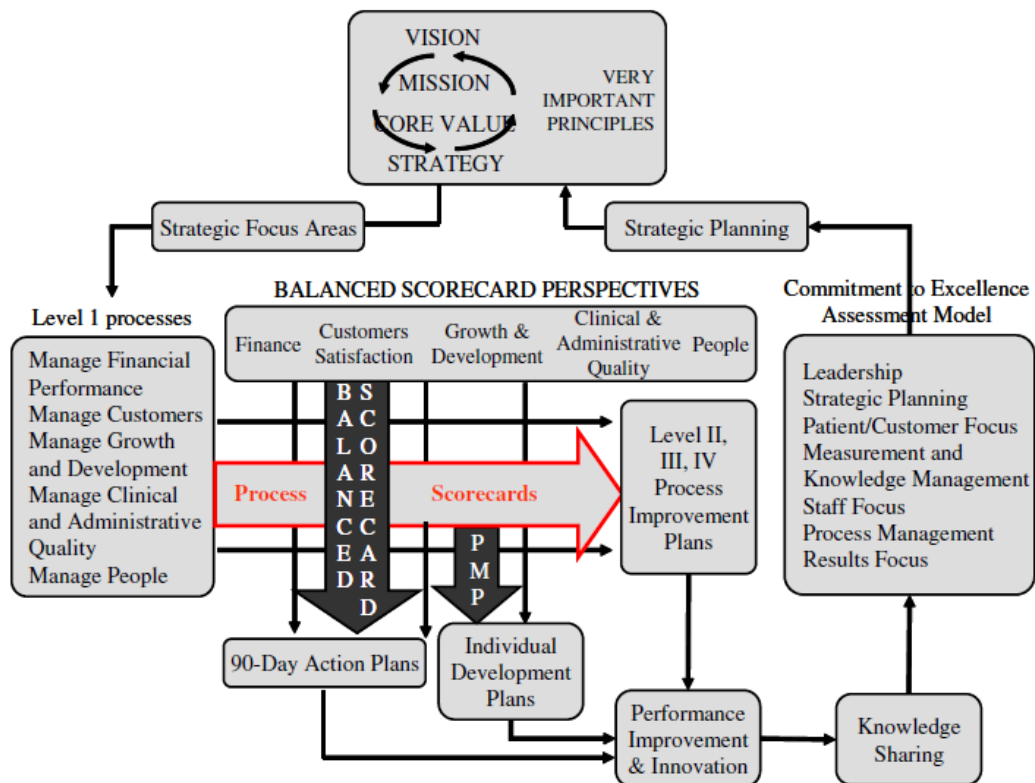 VISION
MISSION
CORE VALUE
STRATEGY
VERY
IMPORTANT
PRINCIPLES
Strategic Focus Areas
Strategic Planning
Level 1 processes
Manage Financial
Performance
Manage Customers
Manage Growth
and Development
Manage Clinical
and Administrative
Quality
Manage People
BALANCED SCORECARD PERSPECTIVES
Finance
Customers
Satisfaction
Growth &
Development
Clinical &
Administrative
Quality
People
BALANCED
SCORECARD
Process
Scorecards
PMP
Level II,
III, IV
Process
Improvement
Plans
Commitment to Excellence
Assessment Model
Leadership
Strategic Planning
Patient/Customer Focus
Measurement and
Knowledge Management
Staff Focus
Process Management
Results Focus
90-Day Action Plans
Individual
Development
Plans
Performance
Improvement
& Innovation
Knowledge
Sharing